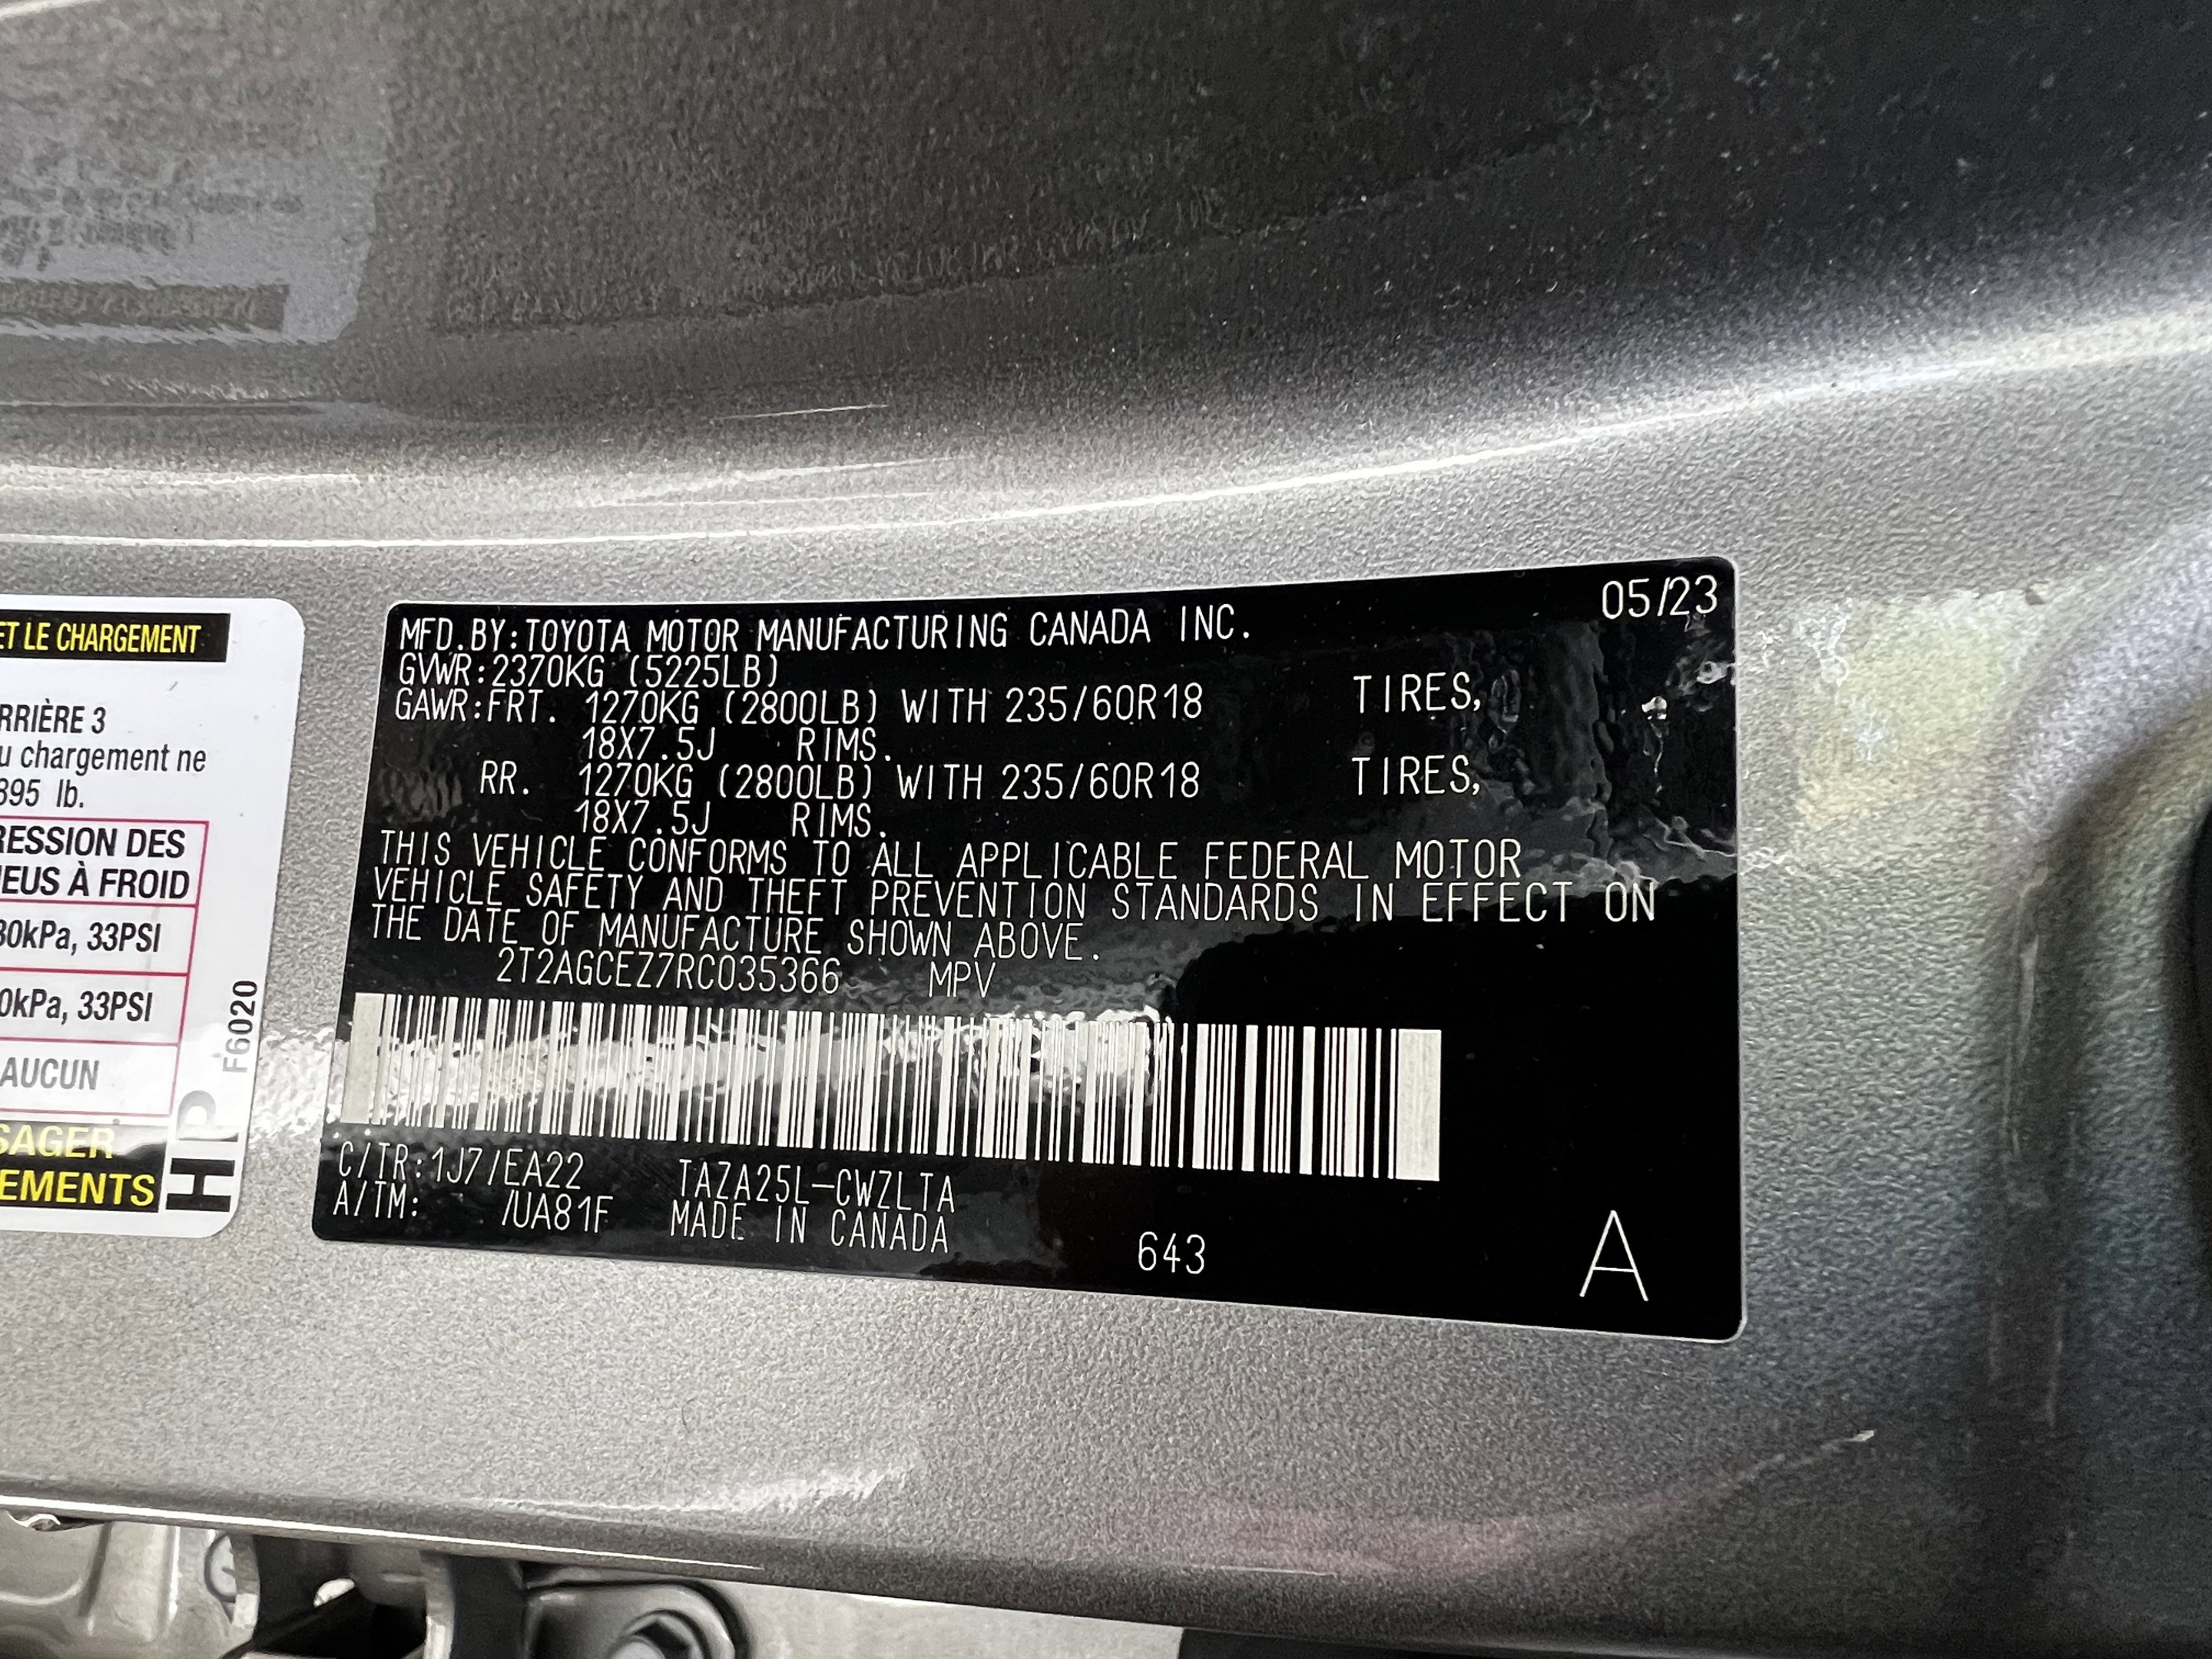 ET LE CHARGEMENT
RRIÈRE 3
u chargement ne
395 lb.
RESSION DES
NEUS À FROID
30kPa, 33PSI
0kPa, 33PSI
AUCUN
SAGER
EMENTS
F6020
HP
05/23
MFD.BY:TOYOTA MOTOR MANUFACTURING CANADA INC.
GVWR:2370KG (5225LB)
GAWR:FRT. 1270KG (2800LB) WITH 235/60R18 TIRES,
18X7.5J RIMS.
RR. 1270KG (2800LB) WITH 235/60R18 TIRES,
18X7.5J RIMS.
THIS VEHICLE CONFORMS TO ALL APPLICABLE FEDERAL MOTOR
VEHICLE SAFETY AND THEFT PREVENTION STANDARDS IN EFFECT ON
THE DATE OF MANUFACTURE SHOWN ABOVE.
2T2AGCEZ7RC035366 MPV
C/TR:1J7/EA22 TAZA25L-CWZLTA
A/TM: /UA81F MADE IN CANADA
643
A